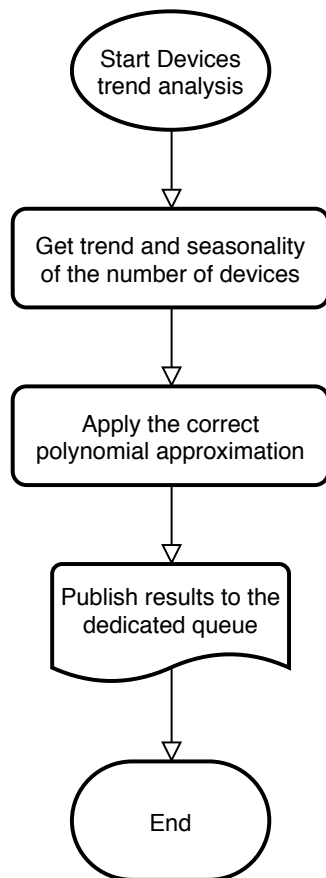 Start Devices
trend analysis
Get trend and seasonality
of the number of devices
Apply the correct
polynomial approximation
Publish results to the
dedicated queue
End